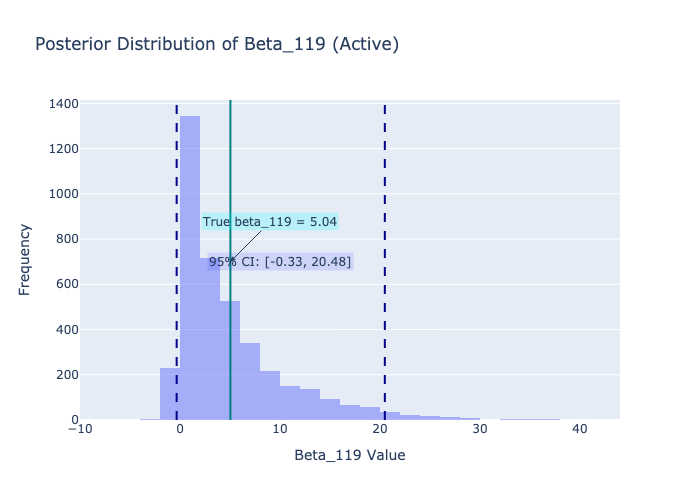 Posterior Distribution of Beta_119 (Active)
1400
1200
1000
800
600
400
200
0
Frequency
True beta_119 = 5.04
95% CI: [-0.33, 20.48]
−10
0
10
20
30
40
Beta_119 Value